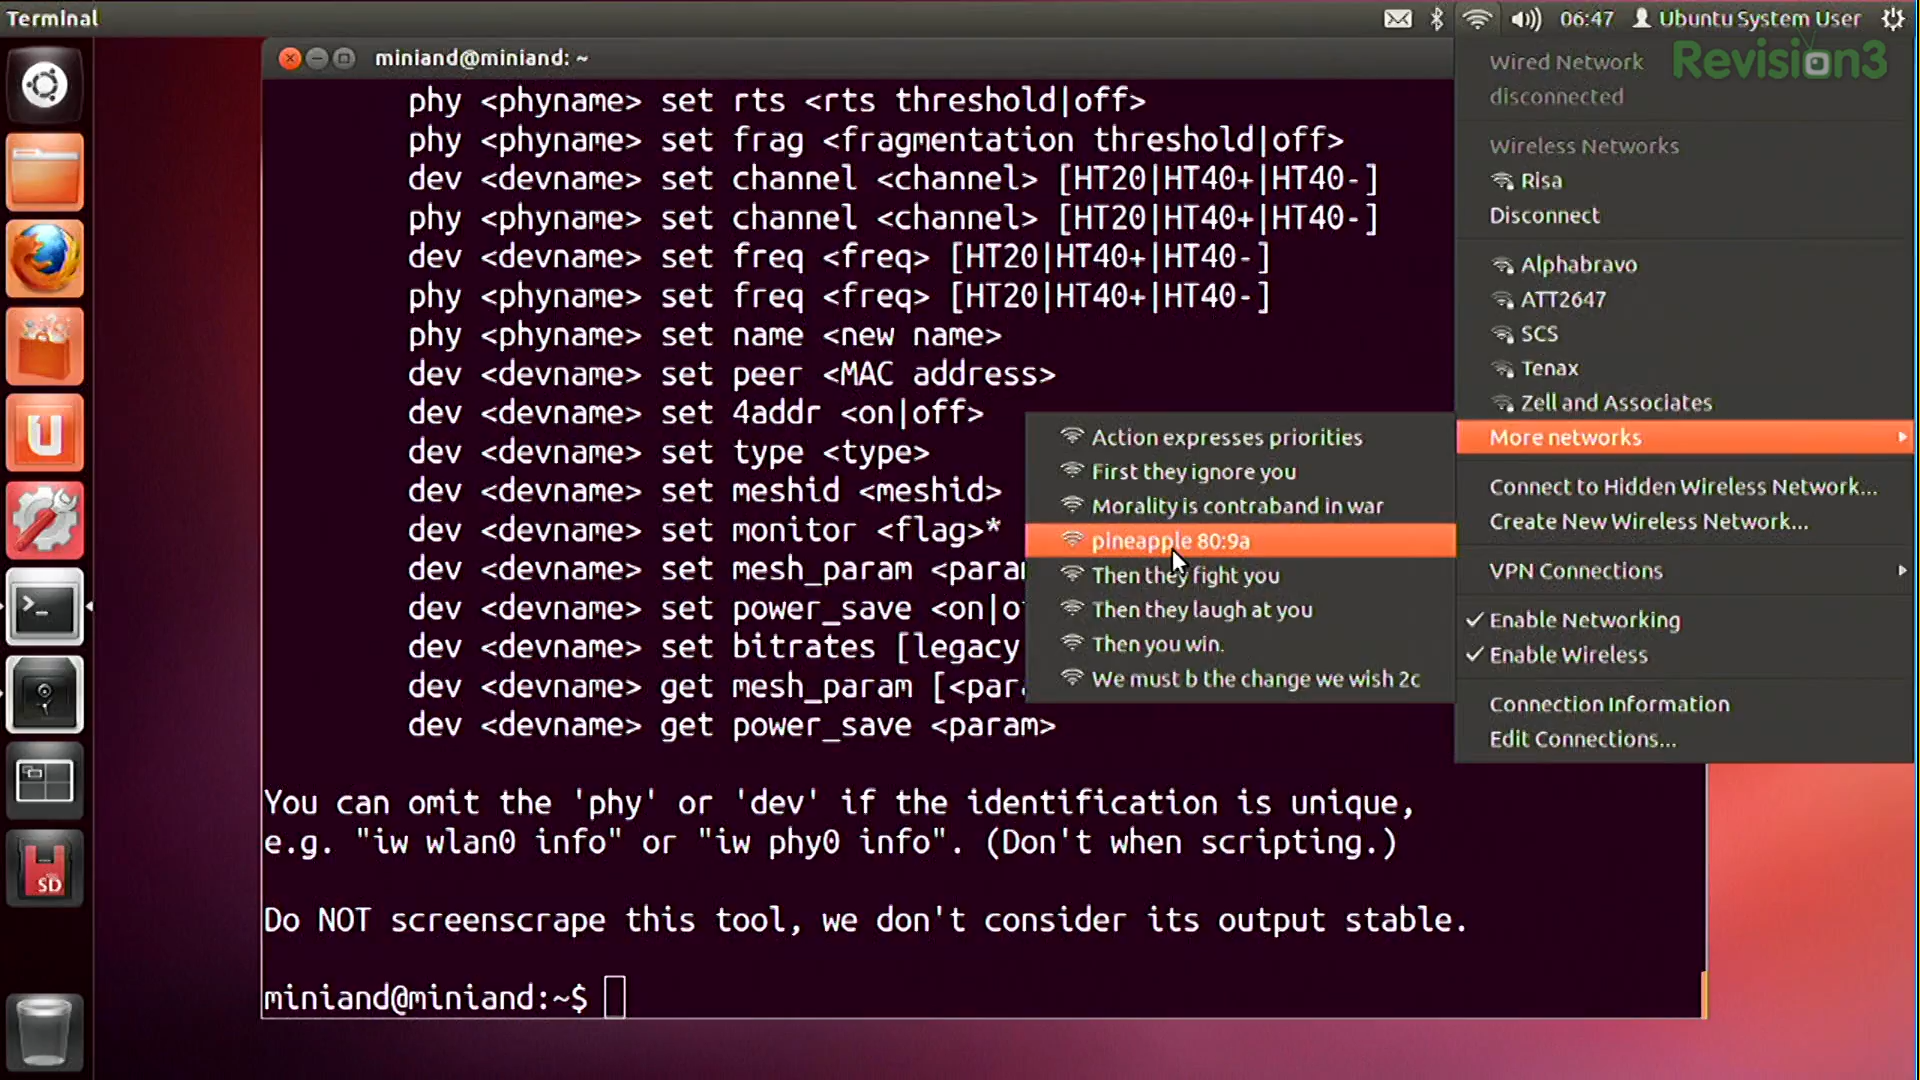 Terminal
06:47 Ubuntu System User
Revision3
miniand@miniand: ~
phy <phyname> set rts <rts threshold|off>
phy <phyname> set frag <fragmentation threshold|off>
dev <devname> set channel <channel> [HT20|HT40+|HT40-]
phy <phyname> set channel <channel> [HT20|HT40+|HT40-]
dev <devname> set freq <freq> [HT20|HT40+|HT40-]
phy <phyname> set freq <freq> [HT20|HT40+|HT40-]
phy <phyname> set name <new name>
dev <devname> set peer <MAC address>
dev <devname> set 4addr <on|off>
dev <devname> set type <type>
dev <devname> set meshid <meshid>
dev <devname> set monitor <flag>*
dev <devname> set mesh_param <param
dev <devname> set power_save <on|o
dev <devname> set bitrates [legacy
dev <devname> get mesh_param [<par
dev <devname> get power_save <param>
You can omit the 'phy' or 'dev' if the identification is unique,
e.g. "iw wlan0 info" or "iw phy0 info". (Don't when scripting.)
Do NOT screenscrape this tool, we don't consider its output stable.
miniand@miniand:~$
Wired Network
disconnected
Wireless Networks
Risa
Disconnect
Alphabravo
ATT2647
SCS
Tenax
Zell and Associates
More networks
Connect to Hidden Wireless Network...
Create New Wireless Network...
VPN Connections
Enable Networking
Enable Wireless
Connection Information
Edit Connections...
Action expresses priorities
First they ignore you
Morality is contraband in war
pineapple 80:9a
Then they fight you
Then they laugh at you
Then you win.
We must b the change we wish 2c
U
>_
SD